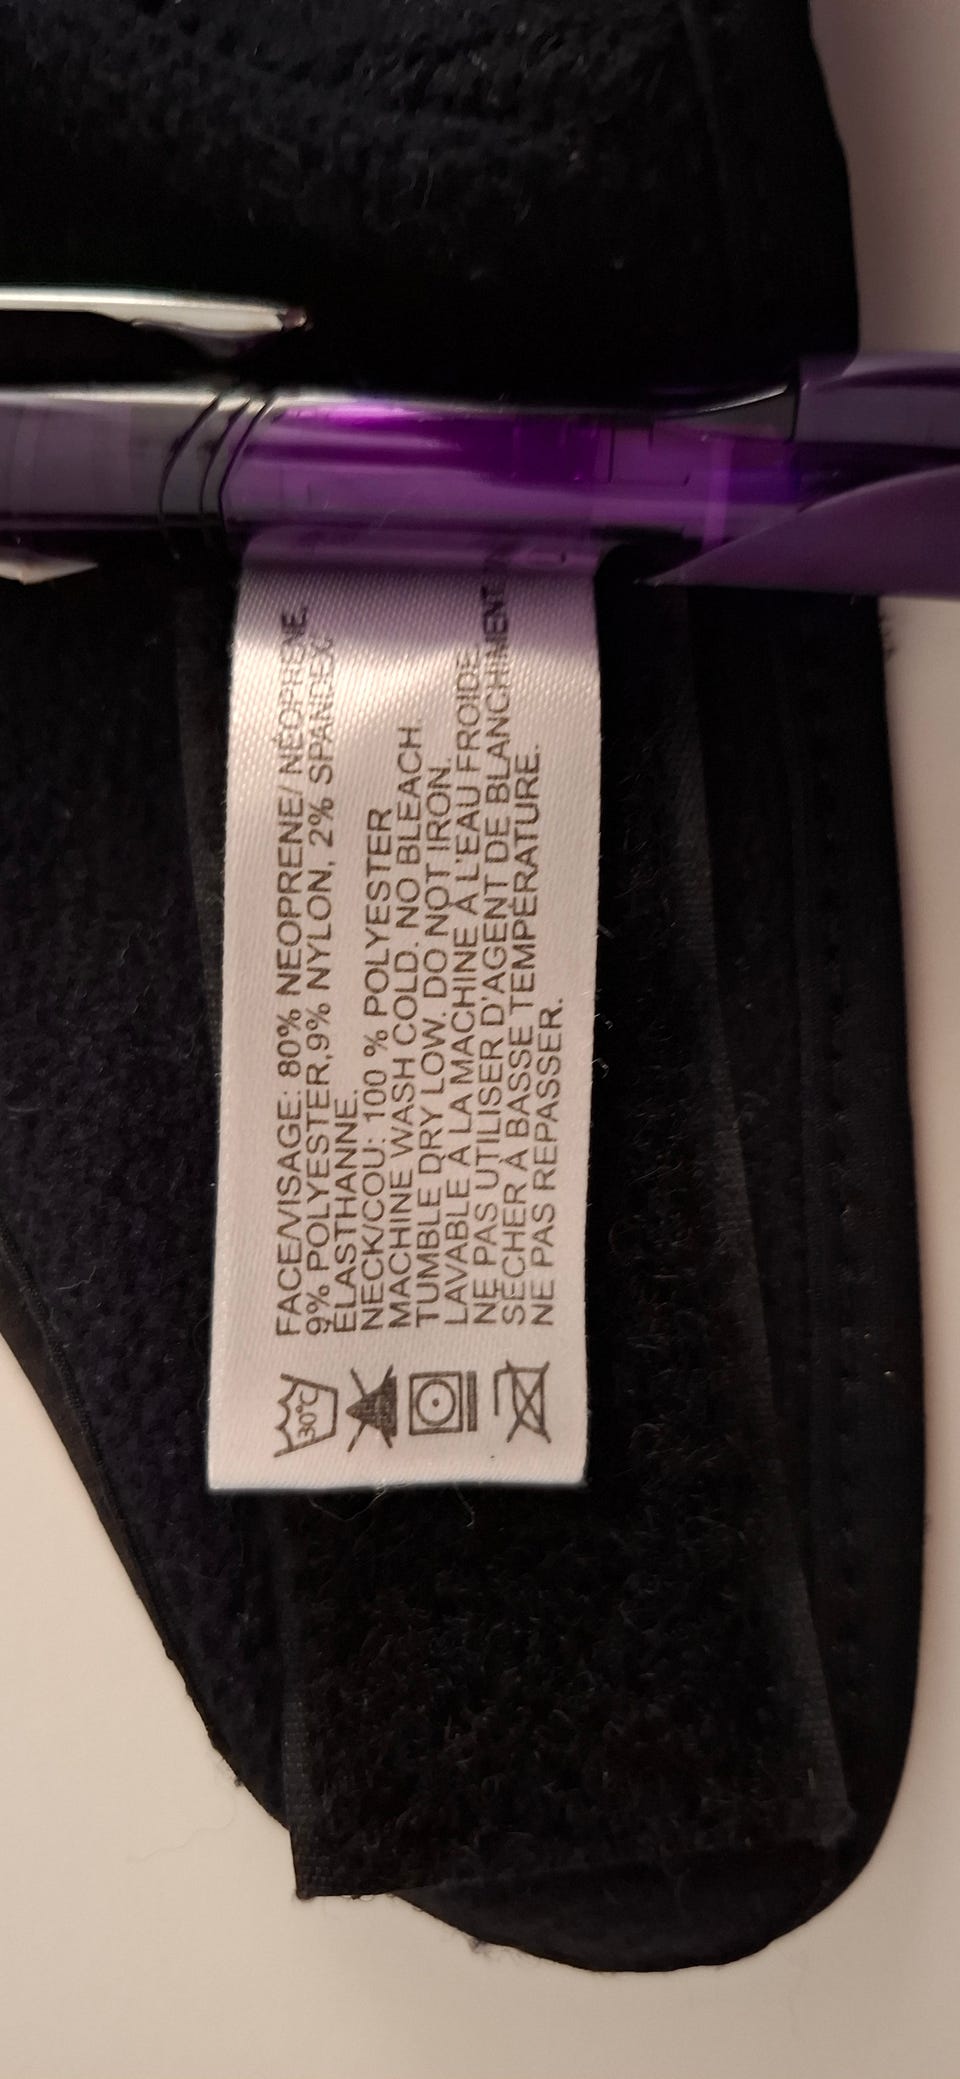 FACE/VISAGE: 80% NEOPRENE/ NÉOPRENE,
9% POLYESTER,9% NYLON, 2% SPANDEX/
ÉLASTHANNE.
NECK/COU: 100 % POLYESTER
MACHINE WASH COLD. NO BLEACH.
TUMBLE DRY LOW. DO NOT IRON.
LAVABLE À LA MACHINE À L'EAU FROIDE.
NE PAS UTILISER D'AGENT DE BLANCHIMENT.
SÉCHER À BASSE TEMPÉRATURE.
NE PAS REPASSER.
30°C